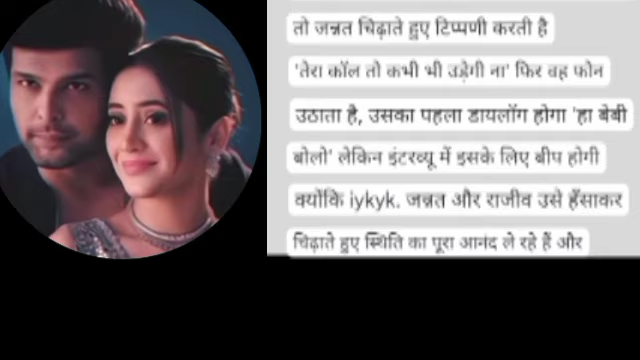 तो जन्नत चिढ़ाते हुए टिप्पणी करती है
'तेरा कॉल तो कभी भी उड़ेगी ना' फिर वह फोन
उठाता है, उसका पहला डायलॉग होगा 'हा बेबी
बोलो' लेकिन इंटरव्यू में इसके लिए बीप होगी
क्योंकि iykyk. जन्नत और राजीव उसे हँसाकर
चिढ़ाते हुए स्थिति का पूरा आनंद ले रहे हैं और